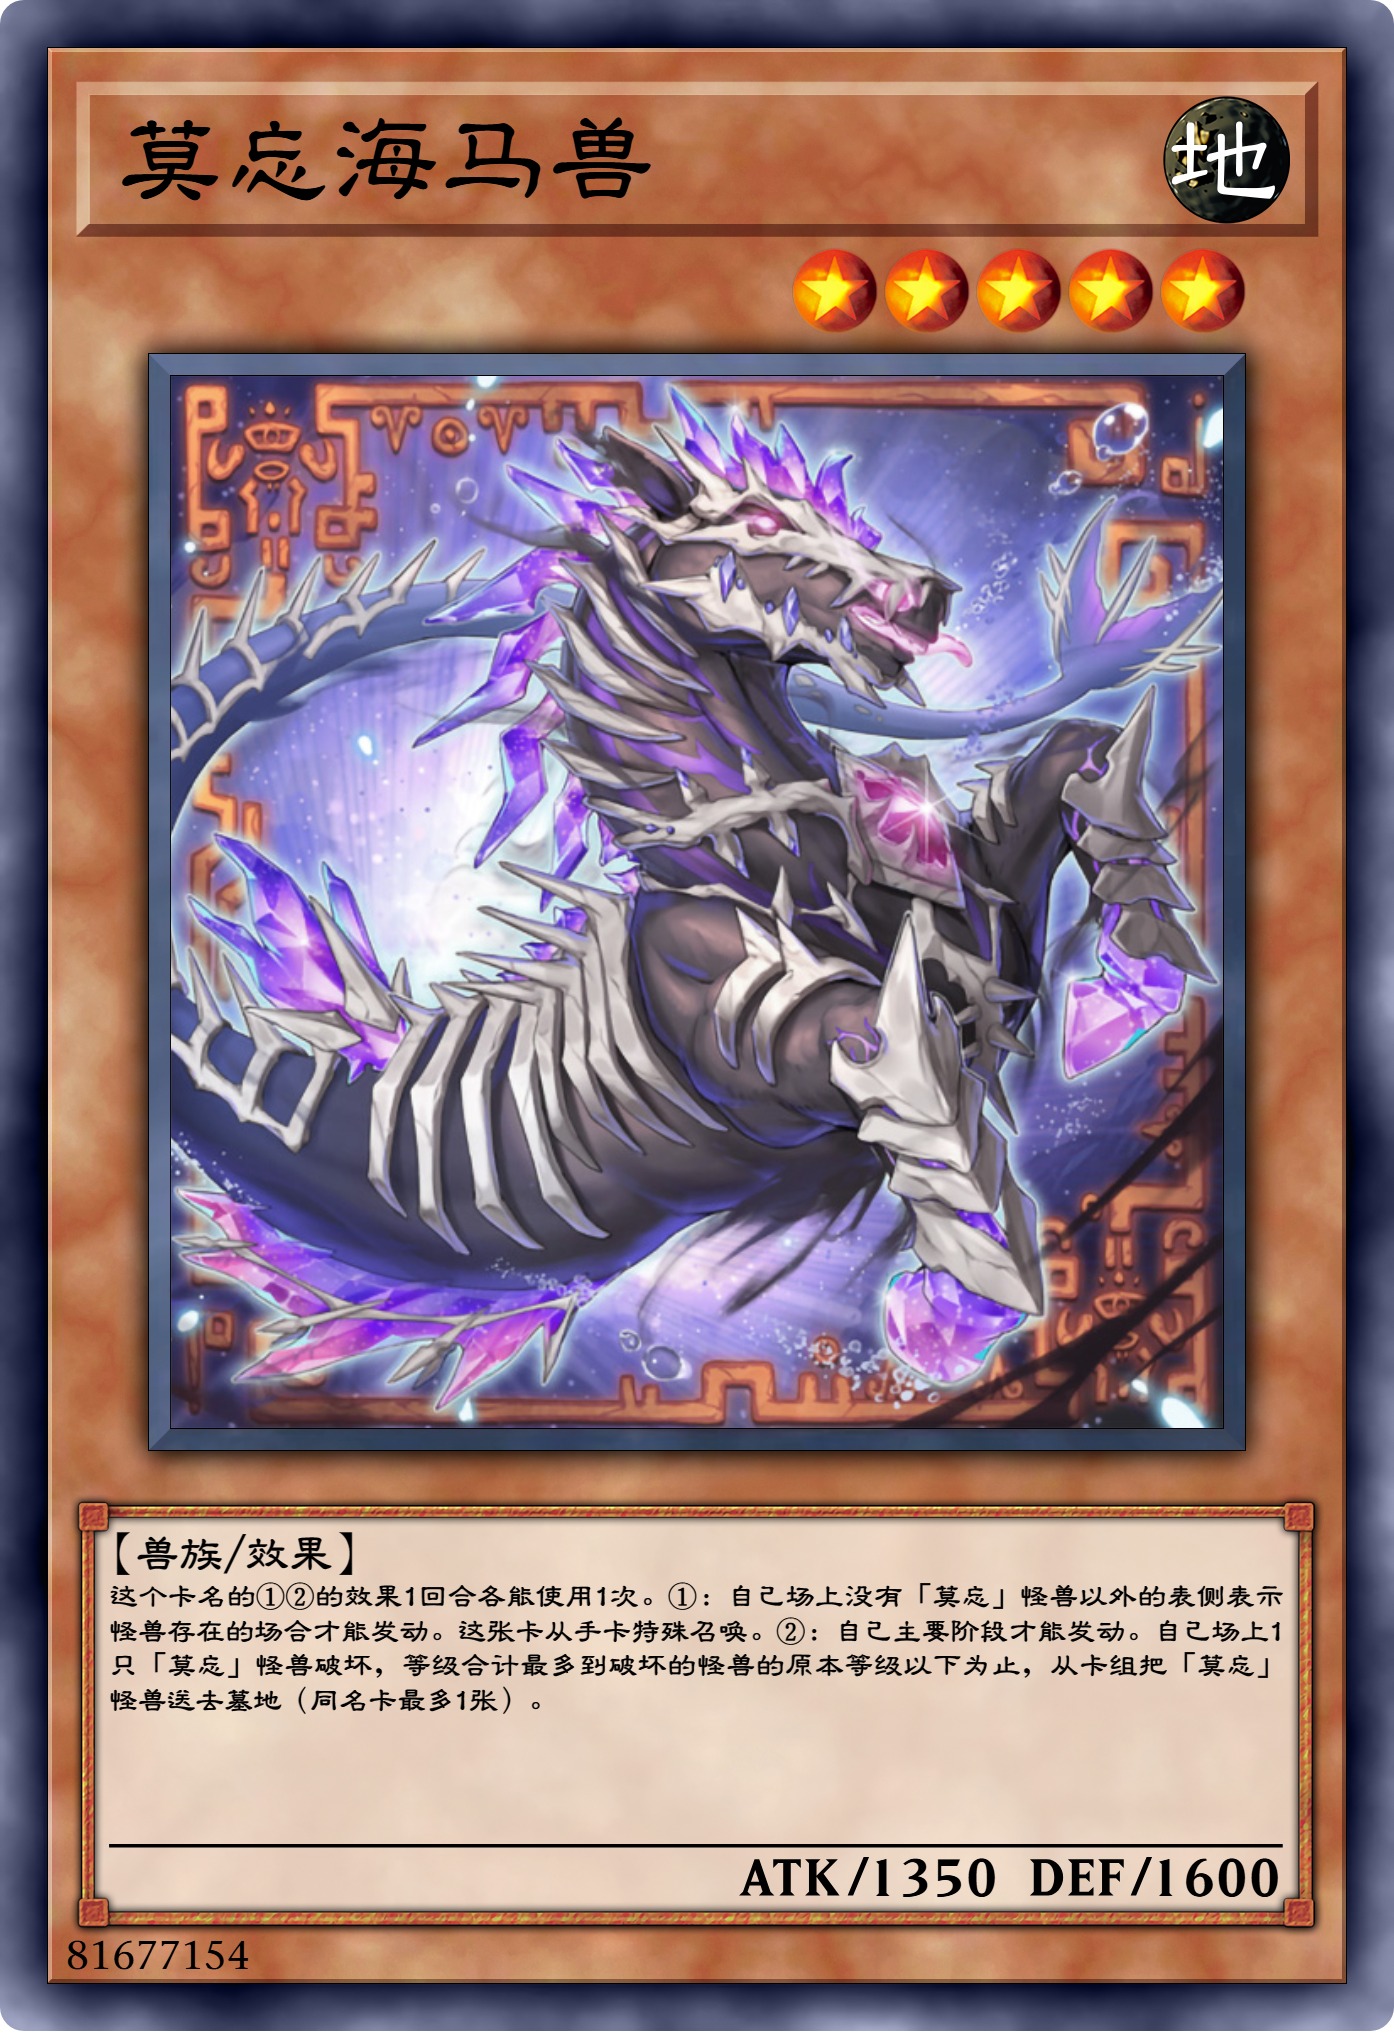 莫忘海马兽
地
【兽族/效果】
这个卡名的①②的效果1回合各能使用1次。①：自己场上没有「莫忘」怪兽以外的表侧表示
怪兽存在的场合才能发动。这张卡从手卡特殊召唤。②：自己主要阶段才能发动。自己场上1
只「莫忘」怪兽破坏，等级合计最多到破坏的怪兽的原本等级以下为止，从卡组把「莫忘」
怪兽送去墓地（同名卡最多1张）。
ATK/1350 DEF/1600
81677154